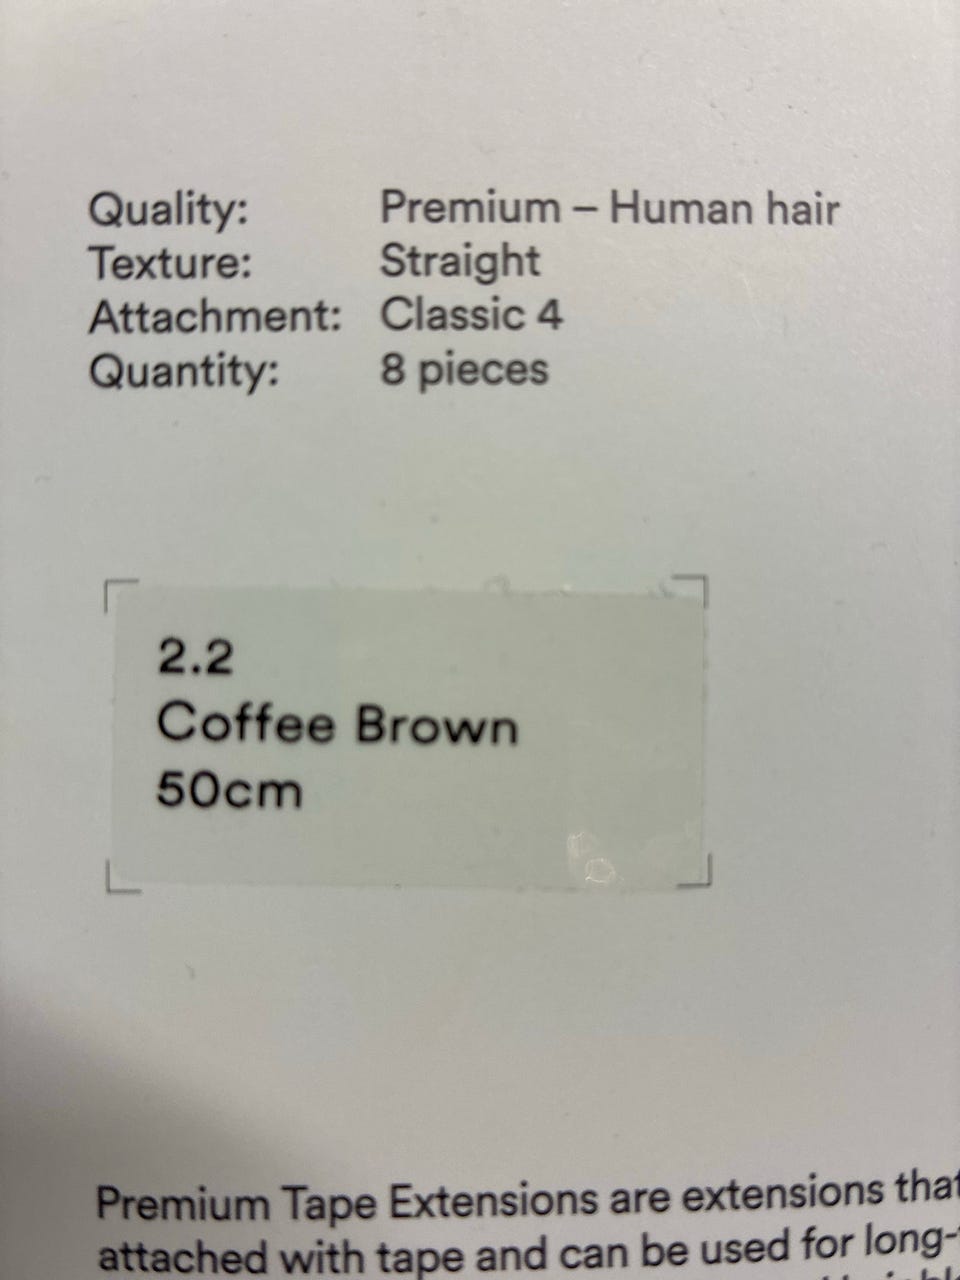 Quality: Premium – Human hair
Texture: Straight
Attachment: Classic 4
Quantity: 8 pieces
2.2
Coffee Brown
50cm
Premium Tape Extensions are extensions that
attached with tape and can be used for long-